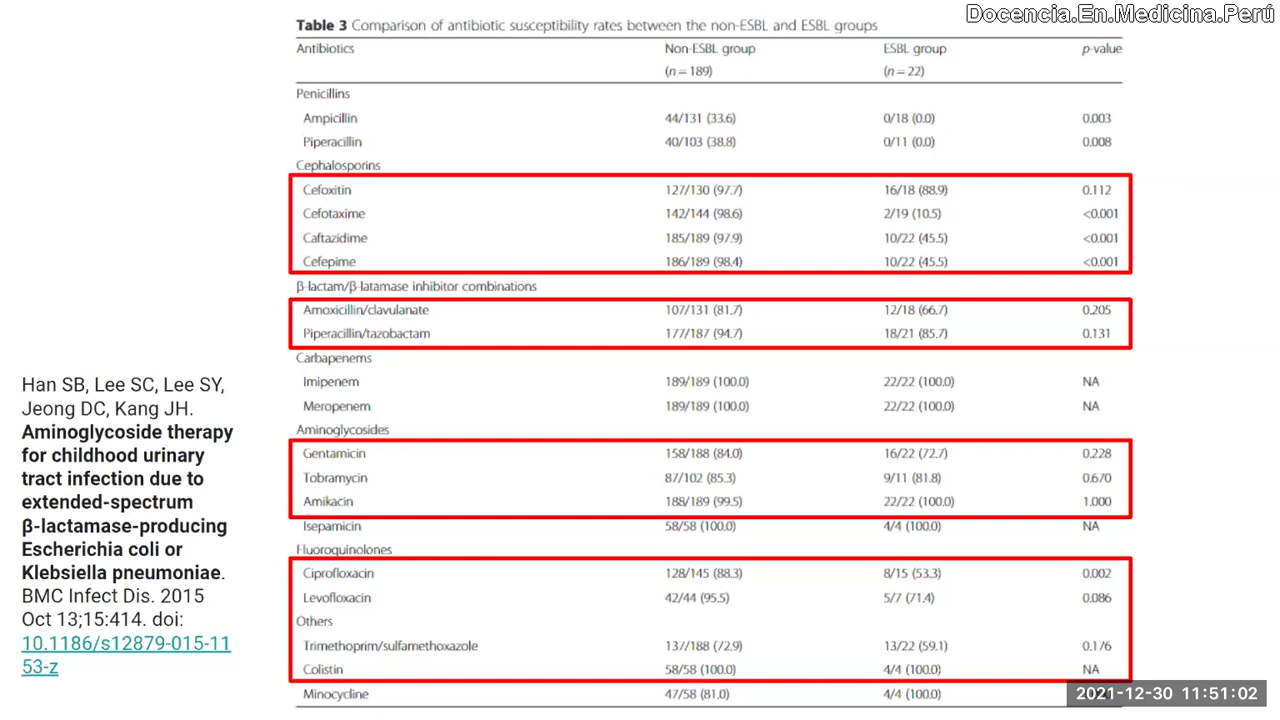 Docencia.En.Medicina.Perú
Table 3 Comparison of antibiotic susceptibility rates between the non-ESBL and ESBL groups
Antibiotics Non-ESBL group ESBL group p-value
(n = 189) (n = 22)
Penicillins
Ampicillin 44/131 (33.6) 0/18 (0.0) 0.003
Piperacillin 40/103 (38.8) 0/11 (0.0) 0.008
Cephalosporins
Cefoxitin 127/130 (97.7) 16/18 (88.9) 0.112
Cefotaxime 142/144 (98.6) 2/19 (10.5) <0.001
Caftazidime 185/189 (97.9) 10/22 (45.5) <0.001
Cefepime 186/189 (98.4) 10/22 (45.5) <0.001
β-lactam/β-latamase inhibitor combinations
Amoxicillin/clavulanate 107/131 (81.7) 12/18 (66.7) 0.205
Piperacillin/tazobactam 177/187 (94.7) 18/21 (85.7) 0.131
Carbapenems
Imipenem 189/189 (100.0) 22/22 (100.0) NA
Meropenem 189/189 (100.0) 22/22 (100.0) NA
Aminoglycosides
Gentamicin 158/188 (84.0) 16/22 (72.7) 0.228
Tobramycin 87/102 (85.3) 9/11 (81.8) 0.670
Amikacin 188/189 (99.5) 22/22 (100.0) 1.000
Isepamicin 58/58 (100.0) 4/4 (100.0) NA
Fluoroquinolones
Ciprofloxacin 128/145 (88.3) 8/15 (53.3) 0.002
Levofloxacin 42/44 (95.5) 5/7 (71.4) 0.086
Others
Trimethoprim/sulfamethoxazole 137/188 (72.9) 13/22 (59.1) 0.176
Colistin 58/58 (100.0) 4/4 (100.0) NA
Minocycline 47/58 (81.0) 4/4 (100.0)
Han SB, Lee SC, Lee SY,
Jeong DC, Kang JH.
Aminoglycoside therapy
for childhood urinary
tract infection due to
extended-spectrum
β-lactamase-producing
Escherichia coli or
Klebsiella pneumoniae.
BMC Infect Dis. 2015
Oct 13;15:414. doi:
10.1186/s12879-015-11
53-z
2021-12-30 11:51:02